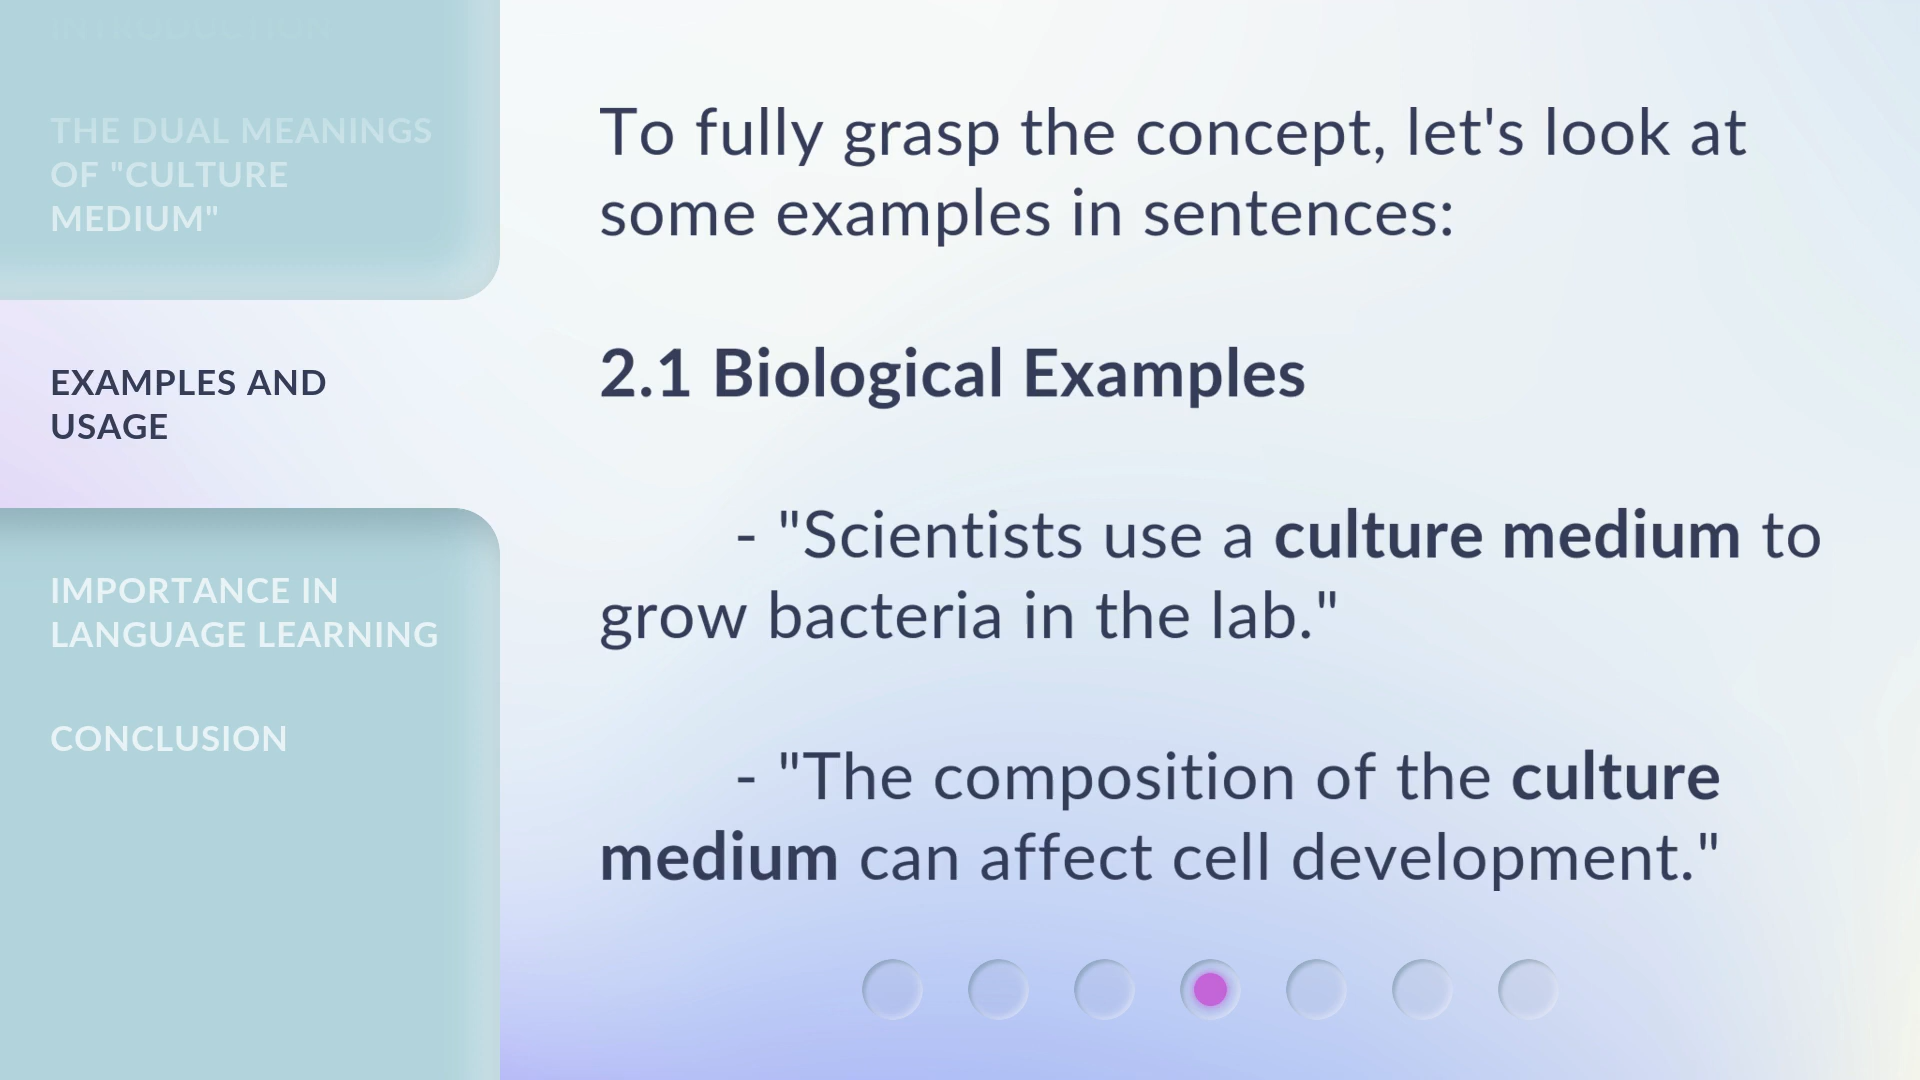 INTRODUCTION
THE DUAL MEANINGS
OF "CULTURE
MEDIUM"
EXAMPLES AND
USAGE
IMPORTANCE IN
LANGUAGE LEARNING
CONCLUSION
To fully grasp the concept, let's look at
some examples in sentences:
2.1 Biological Examples
- "Scientists use a culture medium to
grow bacteria in the lab."
- "The composition of the culture
medium can affect cell development."